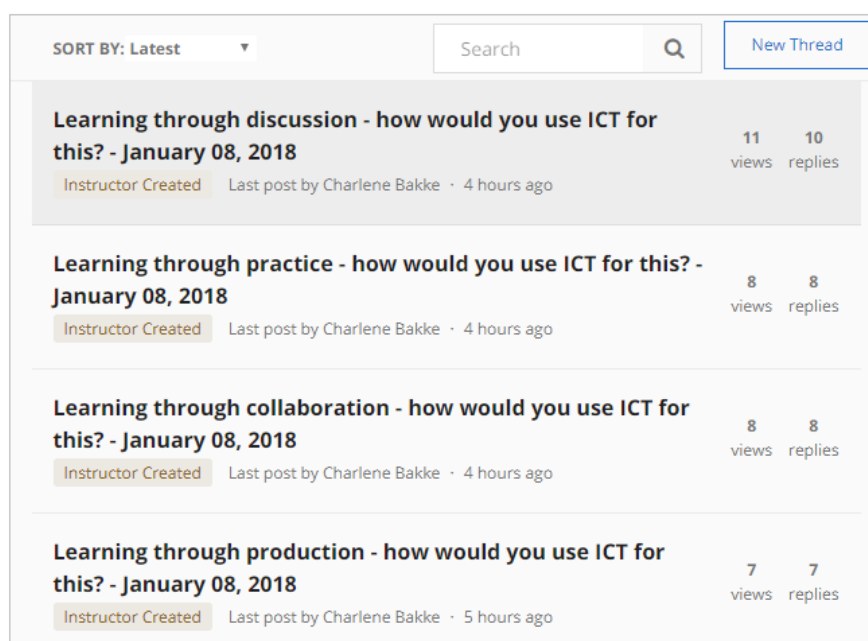 SORT BY: Latest ▼
Search
New Thread
Learning through discussion - how would you use ICT for
this? - January 08, 2018
11 10
views replies
Instructor Created Last post by Charlene Bakke · 4 hours ago
Learning through practice - how would you use ICT for this? -
January 08, 2018
8 8
views replies
Instructor Created Last post by Charlene Bakke · 4 hours ago
Learning through collaboration - how would you use ICT for
this? - January 08, 2018
8 8
views replies
Instructor Created Last post by Charlene Bakke · 4 hours ago
Learning through production - how would you use ICT for
this? - January 08, 2018
7 7
views replies
Instructor Created Last post by Charlene Bakke · 5 hours ago